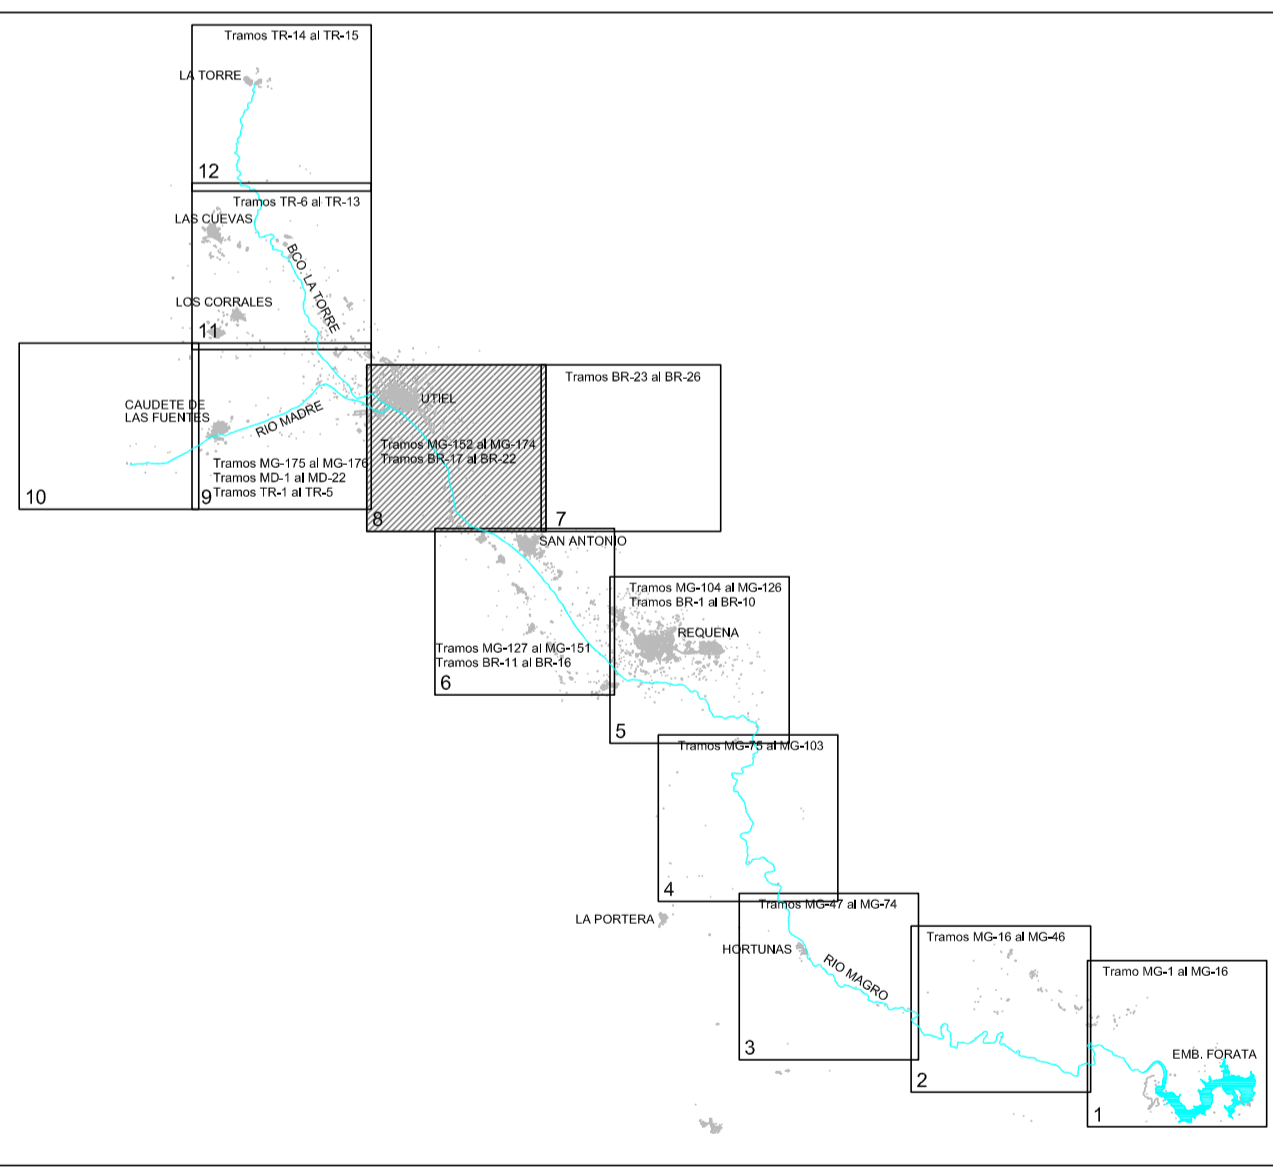 Tramos TR-14 al TR-15
LA TORRE
12
Tramos TR-6 al TR-13
LAS CUEVAS
BCO. LA TORRE
LOS CORRALES
11
CAUDETE DE
LAS FUENTES
RIO MADRE
Tramos MG-175 al MG-176
Tramos MD-1 al MD-22
Tramos TR-1 al TR-5
10
9
UTIEL
Tramos MG-152 al MG-174
Tramos BR-17 al BR-22
8
Tramos BR-23 al BR-26
7
SAN ANTONIO
Tramos MG-127 al MG-151
Tramos BR-11 al BR-16
6
Tramos MG-104 al MG-126
Tramos BR-1 al BR-10
REQUENA
5
Tramos MG-75 al MG-103
4
LA PORTERA
Tramos MG-47 al MG-74
HORTUNAS
RIO MAGRO
3
Tramos MG-16 al MG-46
2
Tramo MG-1 al MG-16
EMB. FORATA
1